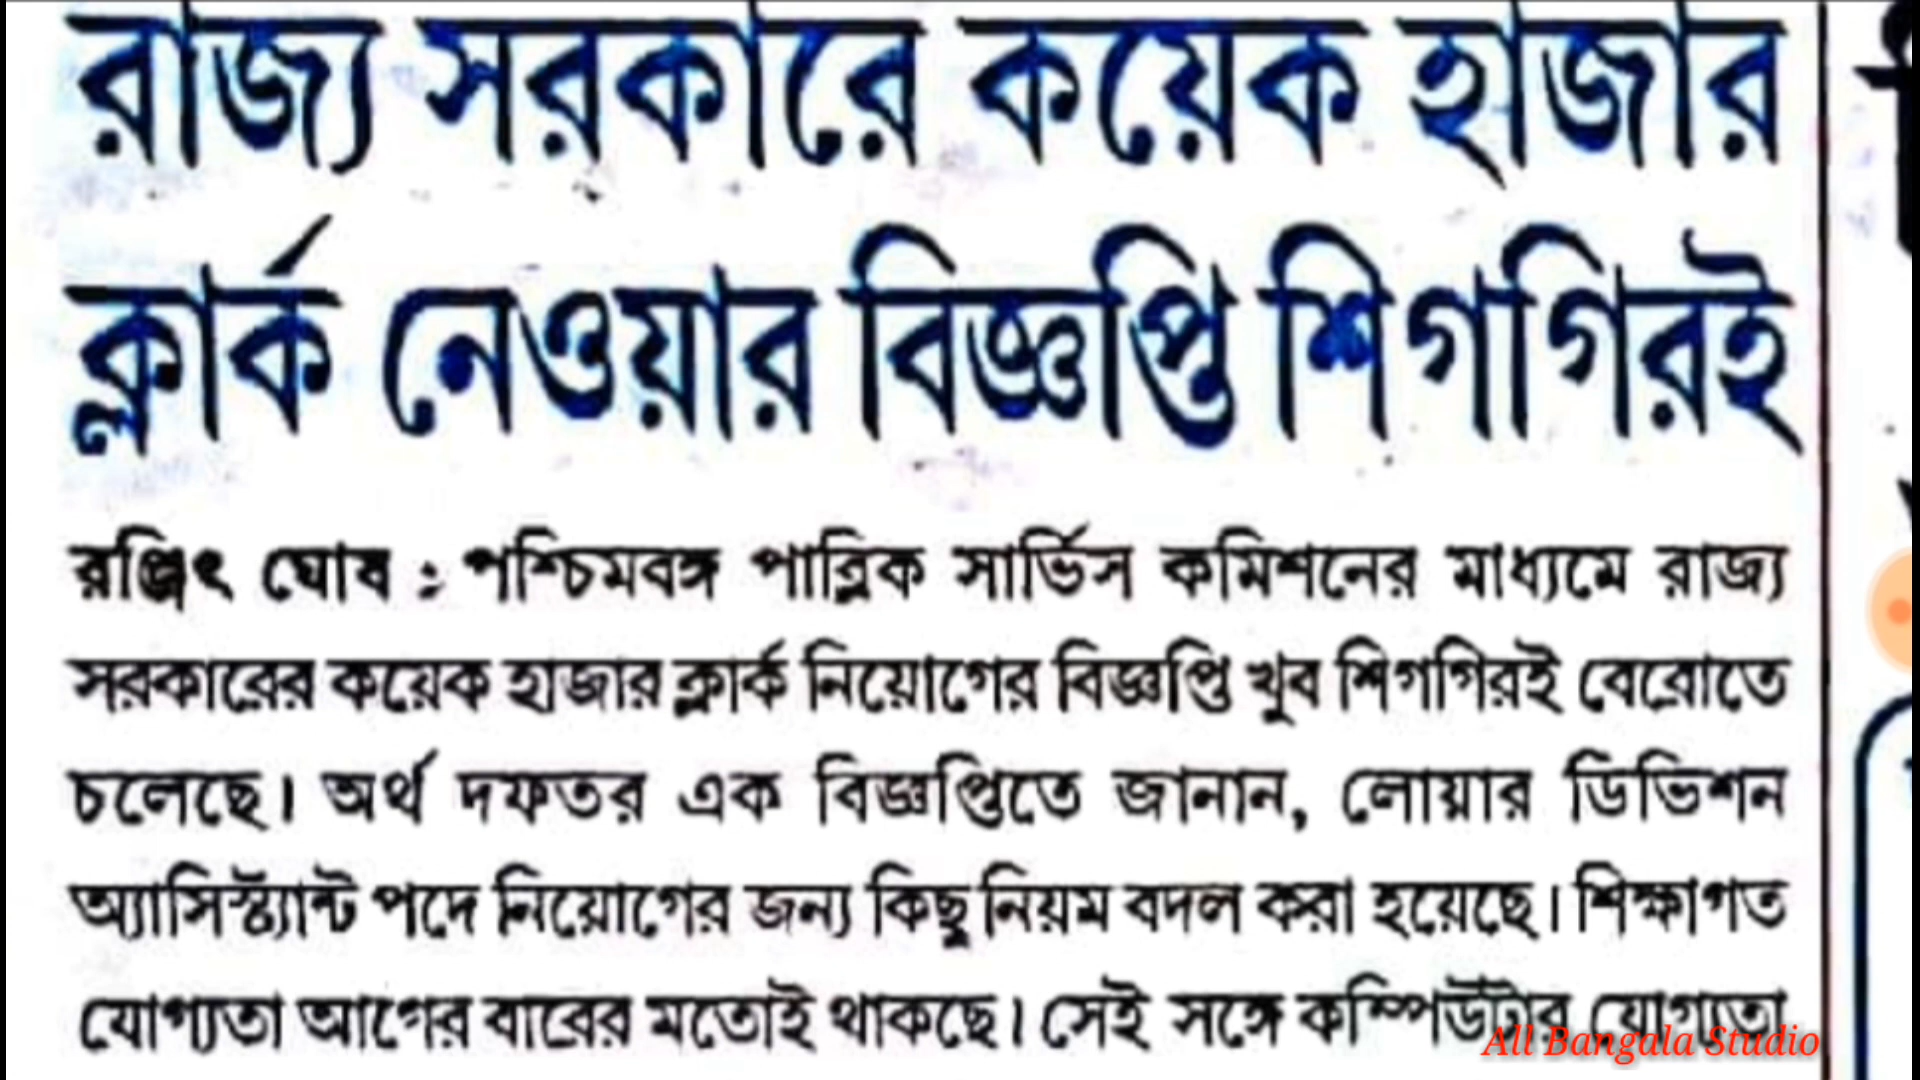 রাজ্য সরকারে কয়েক হাজার
ক্লার্ক নেওয়ার বিজ্ঞপ্তি শিগগিরই
রঞ্জিৎ ঘোষ : পশ্চিমবঙ্গ পাব্লিক সার্ভিস কমিশনের মাধ্যমে রাজ্য
সরকারের কয়েক হাজার ক্লার্ক নিয়োগের বিজ্ঞপ্তি খুব শিগগিরই বেরোতে
চলেছে। অর্থ দফতর এক বিজ্ঞপ্তিতে জানান, লোয়ার ডিভিশন
অ্যাসিস্ট্যান্ট পদে নিয়োগের জন্য কিছু নিয়ম বদল করা হয়েছে। শিক্ষাগত
যোগ্যতা আগের বারের মতোই থাকছে। সেই সঙ্গে কম্পিউটার যোগ্যতা
All Bangala Studio